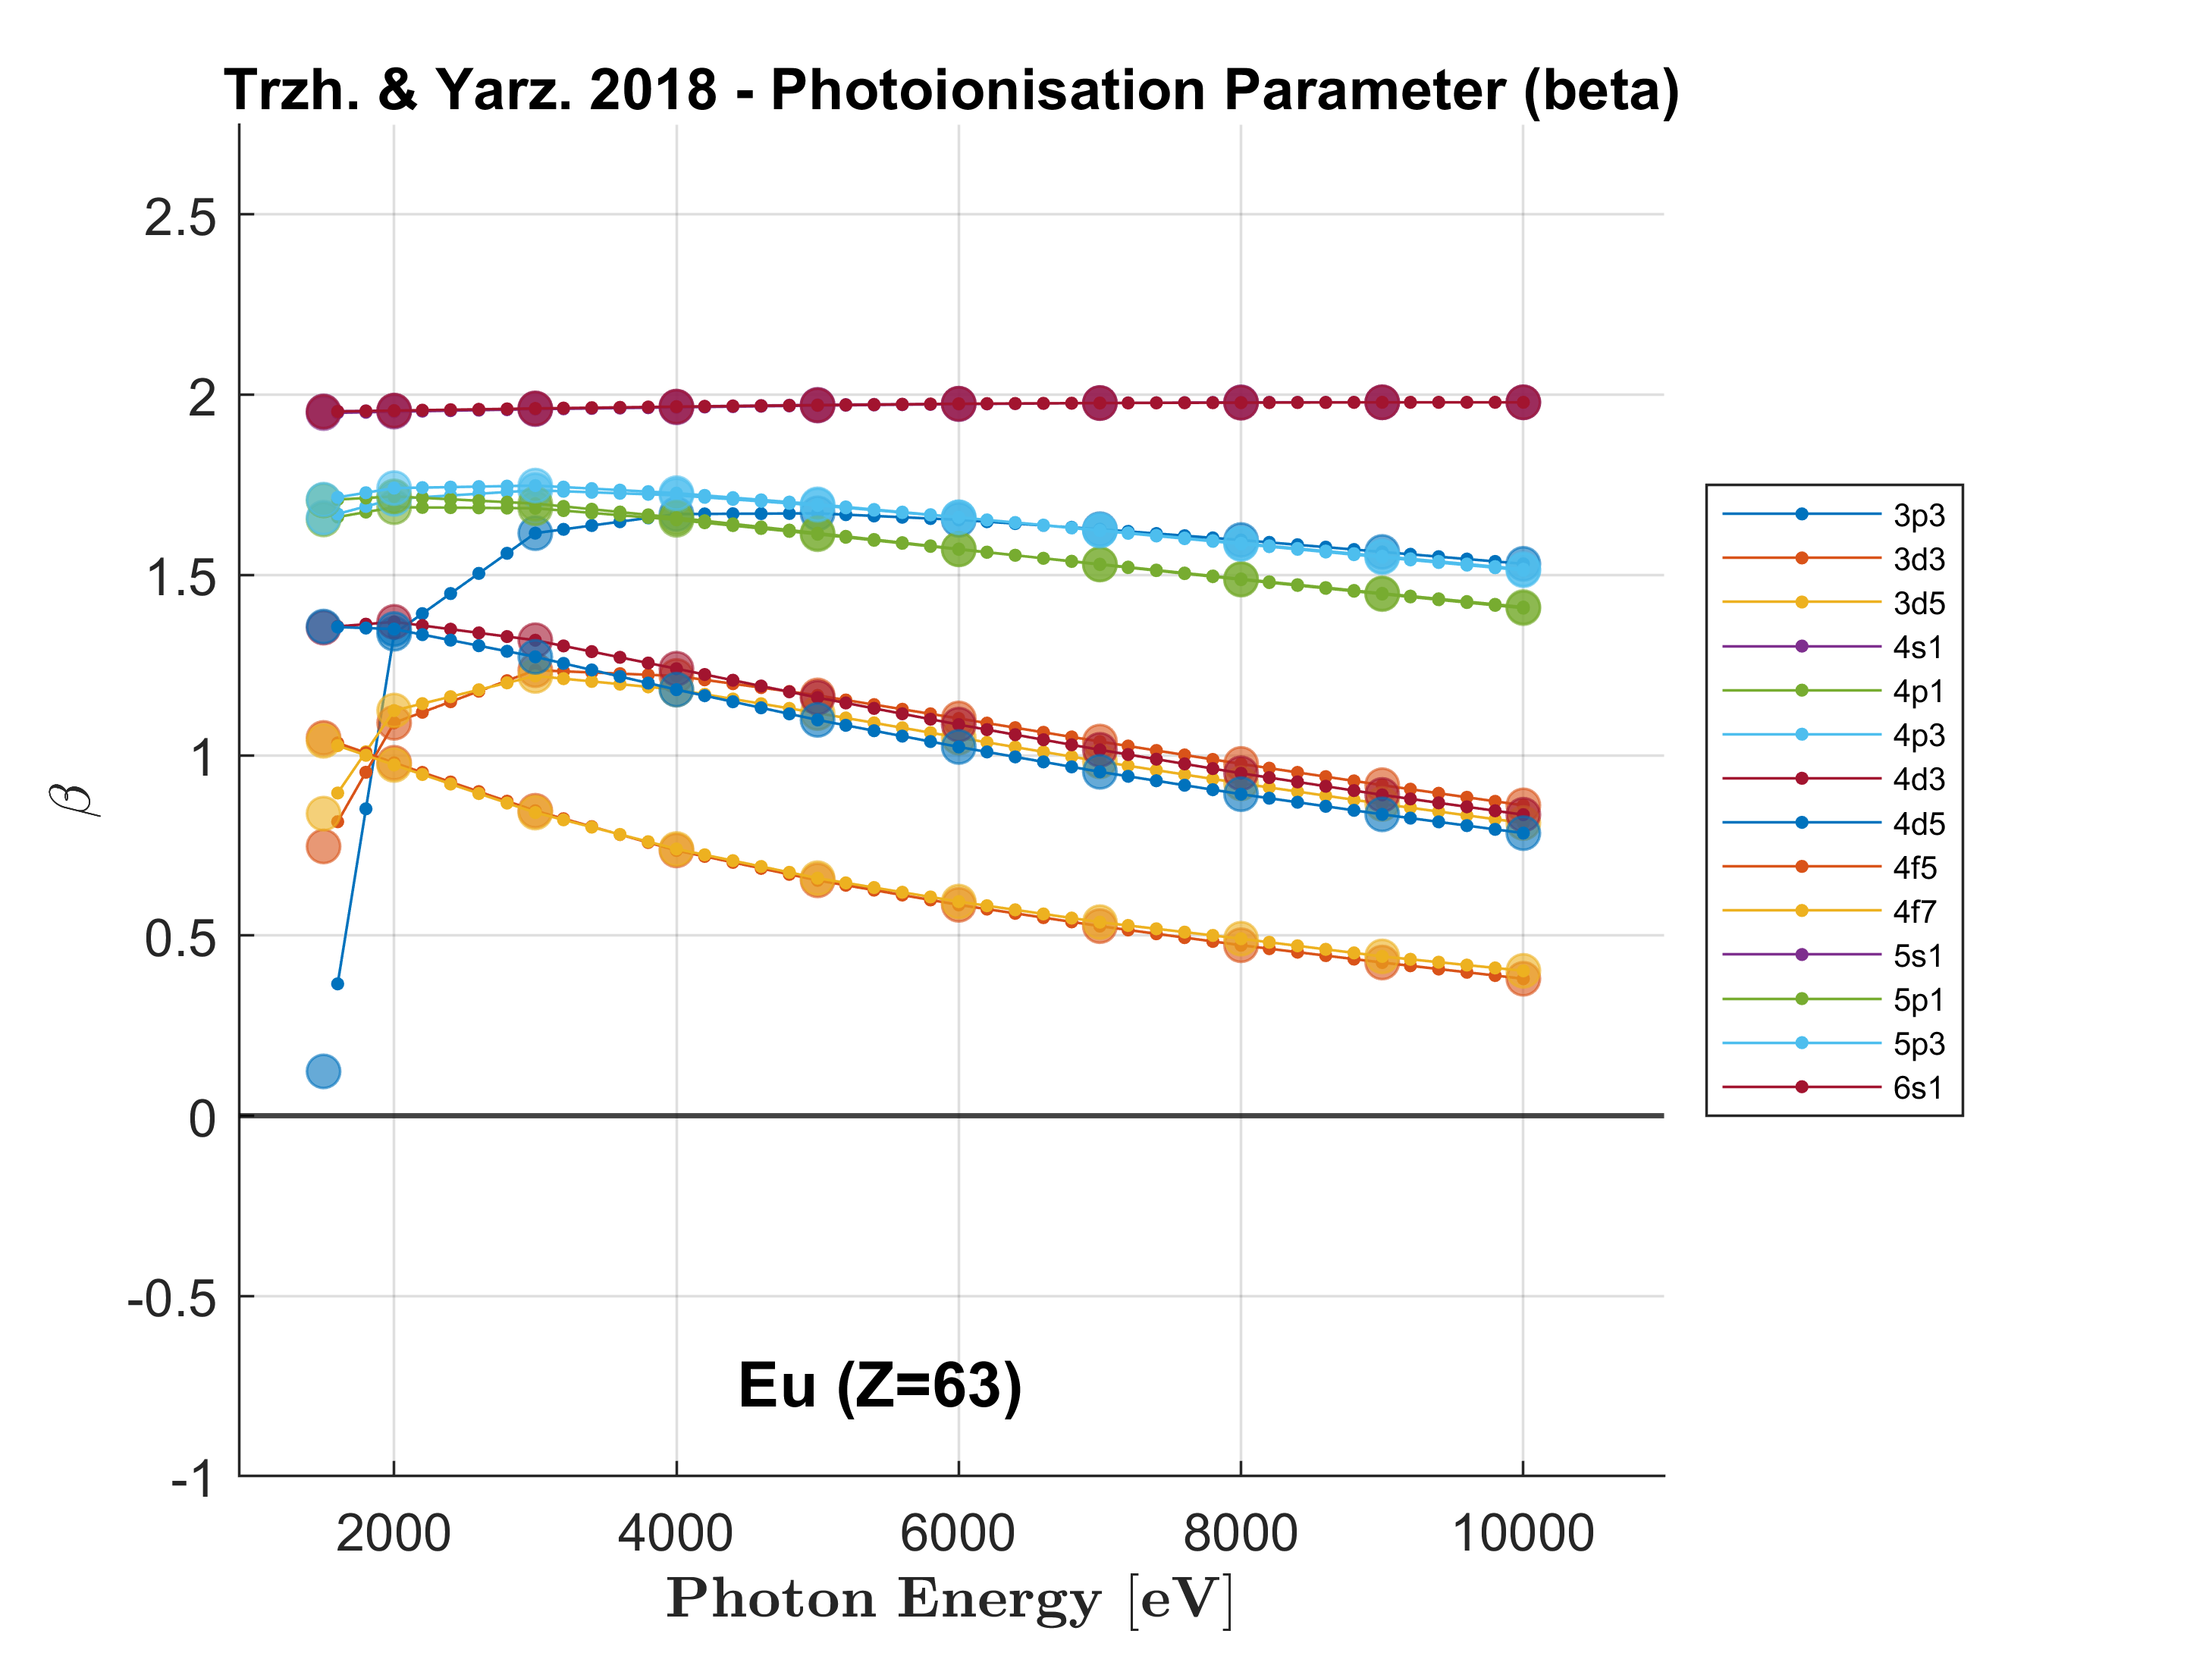 Trzh. & Yarz. 2018 - Photoionisation Parameter (beta)
2.5
2
1.5
1
0.5
0
-0.5
-1
β
3p3
3d3
3d5
4s1
4p1
4p3
4d3
4d5
4f5
4f7
5s1
5p1
5p3
6s1
Eu (Z=63)
2000 4000 6000 8000 10000
Photon Energy [eV]